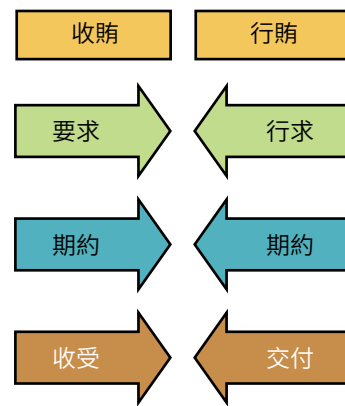 收賄 行賄
要求 行求
期約 期約
收受 交付